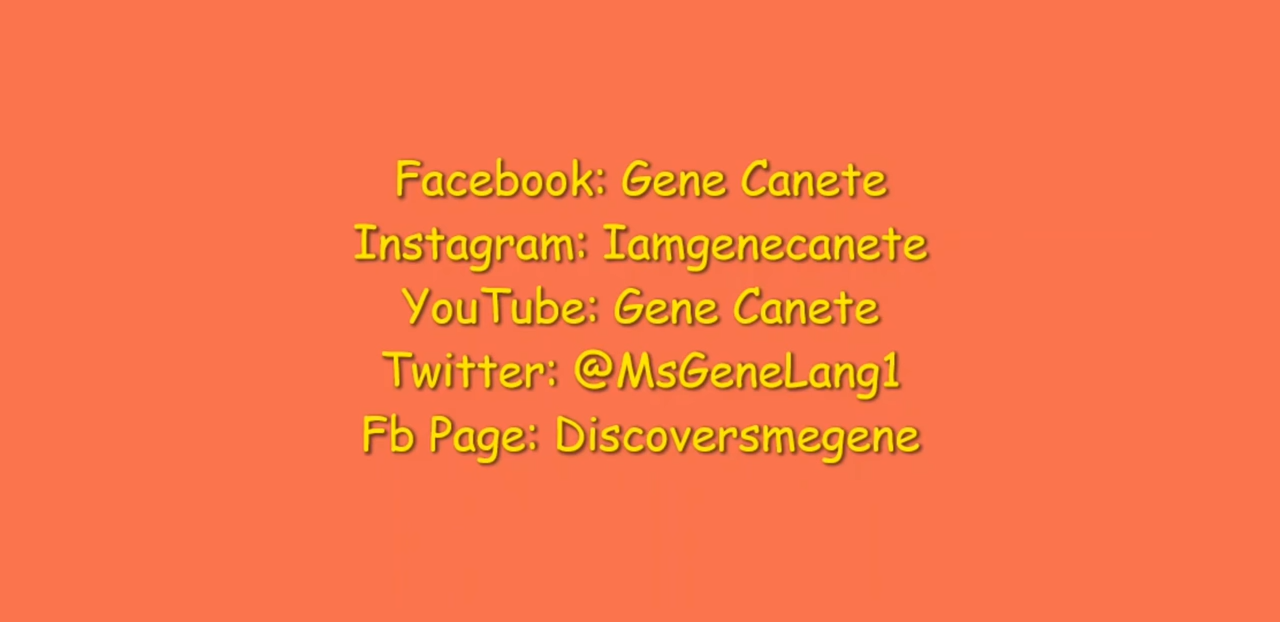 Facebook: Gene Canete
Instagram: Iamgenecanete
YouTube: Gene Canete
Twitter: @MsGeneLang1
Fb Page: Discoversmegene